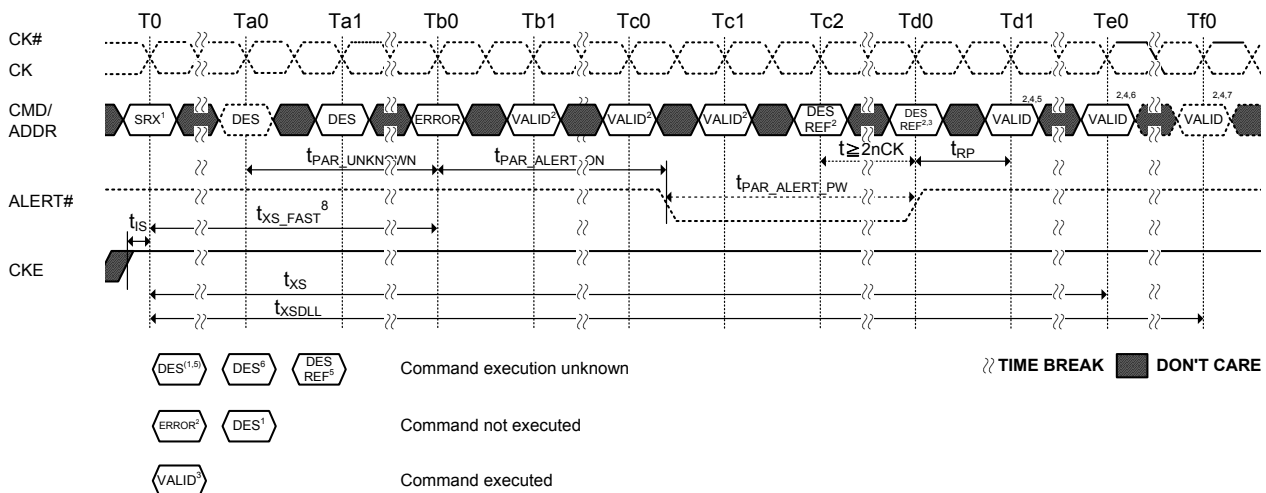 T0 Ta0 Ta1 Tb0 Tb1 Tc0 Tc1 Tc2 Td0 Td1 Te0 Tf0
CK#
CK
CMD/
ADDR
SRX¹ DES DES ERROR VALID² VALID² VALID² DES REF² DES REF²,³ VALID ²,⁴,⁵ VALID ²,⁴,⁶ VALID ²,⁴,⁷
tPAR_UNKNOWN tPAR_ALERT_ON t≧2nCK tRP
ALERT# tPAR_ALERT_PW
tIS tXS_FAST⁸
CKE
tXS
tXSDLL
DES⁽¹,⁵⁾ DES⁶ DES REF⁵ Command execution unknown
TIME BREAK DON'T CARE
ERROR² DES¹ Command not executed
VALID³ Command executed